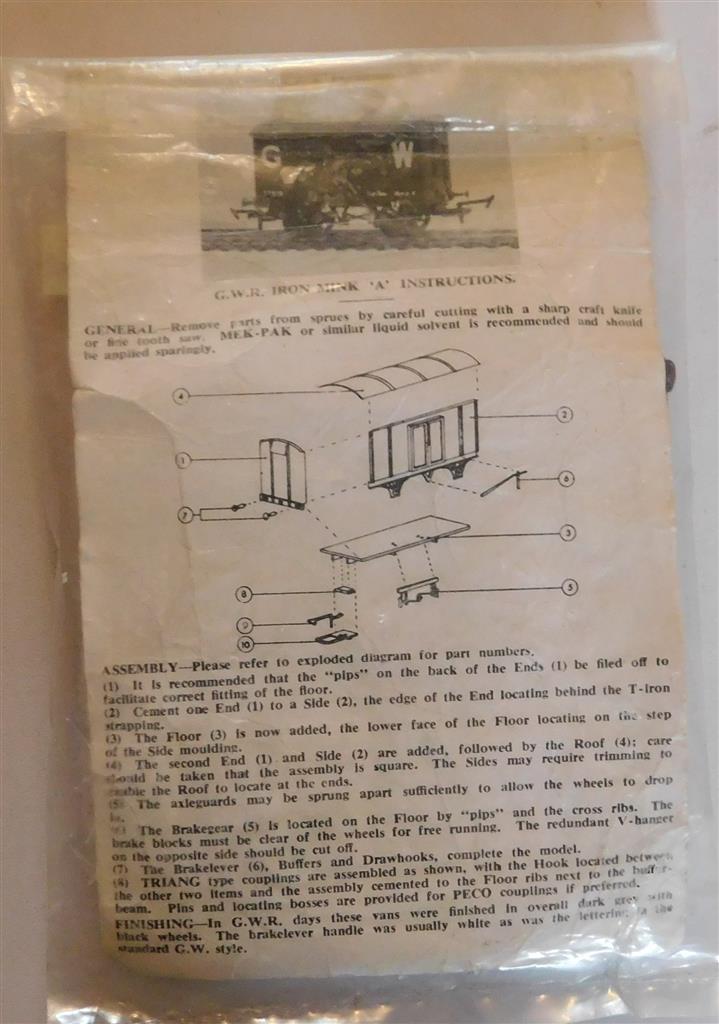 G W
G.W.R. IRON MINK 'A' INSTRUCTIONS.
GENERAL—Remove parts from sprues by careful cutting with a sharp craft knife
or fine tooth saw. MEK-PAK or similar liquid solvent is recommended and should
be applied sparingly.
4
2
1
6
7
3
8
5
9
10
ASSEMBLY—Please refer to exploded diagram for part numbers.
(1) It is recommended that the "pips" on the back of the Ends (1) be filed off to
facilitate correct fitting of the floor.
(2) Cement one End (1) to a Side (2), the edge of the End locating behind the T-iron
strapping.
(3) The Floor (3) is now added, the lower face of the Floor locating on the step
of the Side moulding.
(4) The second End (1) and Side (2) are added, followed by the Roof (4); care
should be taken that the assembly is square. The Sides may require trimming to
enable the Roof to locate at the ends.
(5) The axleguards may be sprung apart sufficiently to allow the wheels to drop
in.
The Brakegear (5) is located on the Floor by "pips" and the cross ribs. The
brake blocks must be clear of the wheels for free running. The redundant V-hanger
on the opposite side should be cut off.
(7) The Brakelever (6), Buffers and Drawhooks, complete the model.
(8) TRIANG type couplings are assembled as shown, with the Hook located between
the other two items and the assembly cemented to the Floor ribs next to the buffer-
beam. Pins and locating bosses are provided for PECO couplings if preferred.
FINISHING—In G.W.R. days these vans were finished in overall dark grey with
black wheels. The brakelever handle was usually white as was the lettering in the
standard G.W. style.